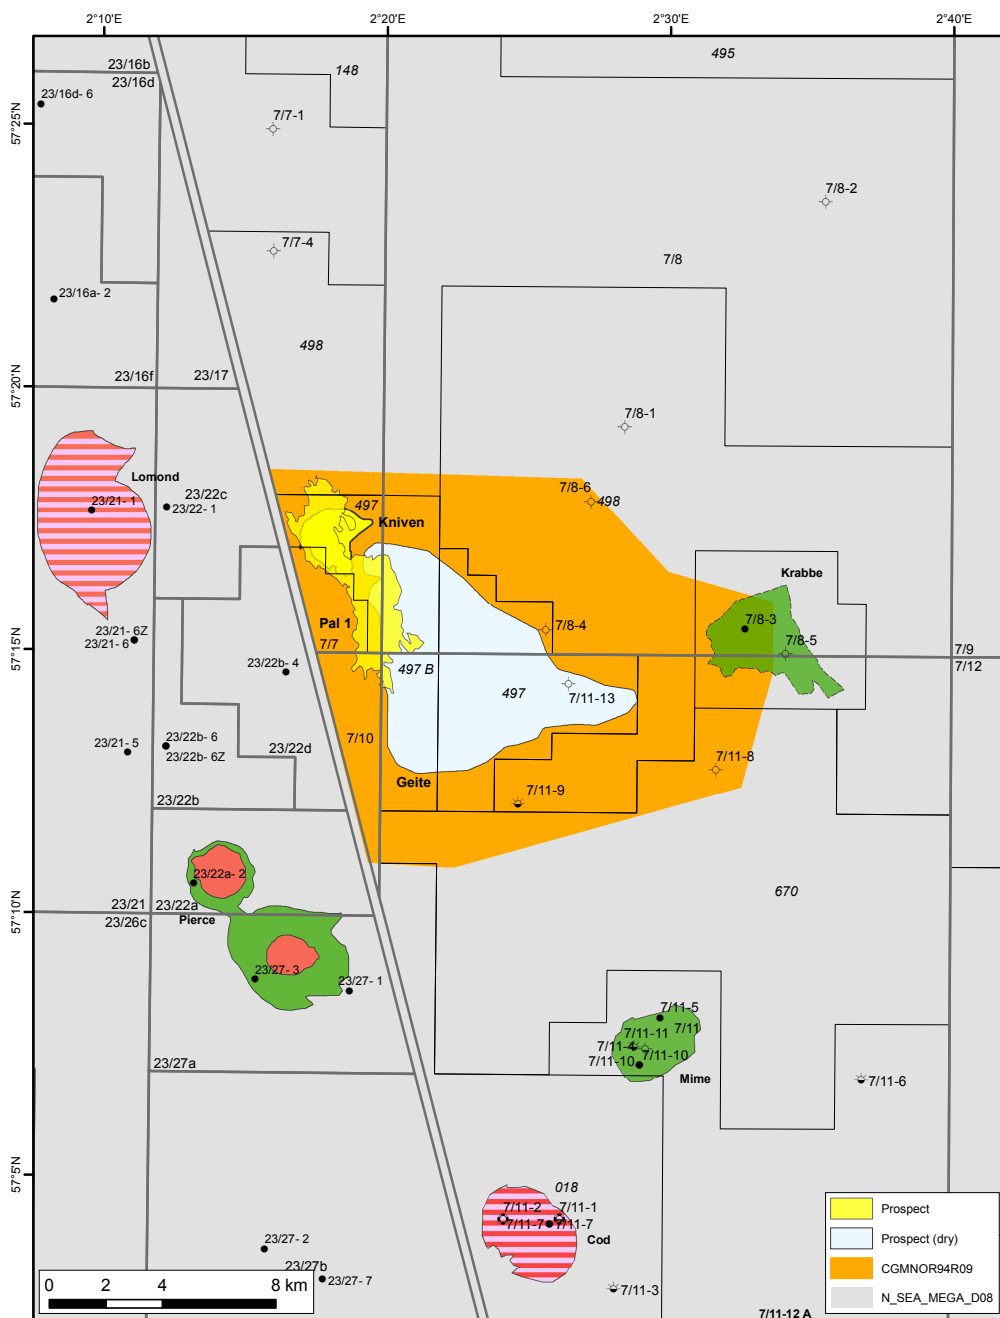 2°10'E
2°20'E
2°30'E
2°40'E
57°25'N
57°20'N
57°15'N
57°10'N
57°5'N
23/16b
23/16d
148
495
23/16d- 6
7/7-1
7/8-2
7/7-4
7/8
23/16a- 2
498
23/16f
23/17
7/8-1
Lomond
23/22c
23/21- 1
23/22- 1
7/8-6
498
497
Kniven
Krabbe
23/21- 6Z
23/21- 6
Pal 1
7/7
7/8-4
7/8-3
7/8-5
7/9
7/12
23/22b- 4
497 B
497
7/11-13
23/21- 5
23/22b- 6
23/22b- 6Z
23/22d
7/10
7/11-8
Geite
7/11-9
23/22b
23/22a- 2
670
23/21
23/22a
23/26c
Pierce
23/27- 3
23/27- 1
7/11-5
7/11-11
7/11
7/11-4
7/11-10
7/11-10
Mime
23/27a
7/11-6
018
7/11-2
7/11-1
7/11-7
7/11-7
Cod
23/27- 2
23/27b
23/27- 7
7/11-3
7/11-12 A
0 2 4 8 km
Prospect
Prospect (dry)
CGMNOR94R09
N_SEA_MEGA_D08